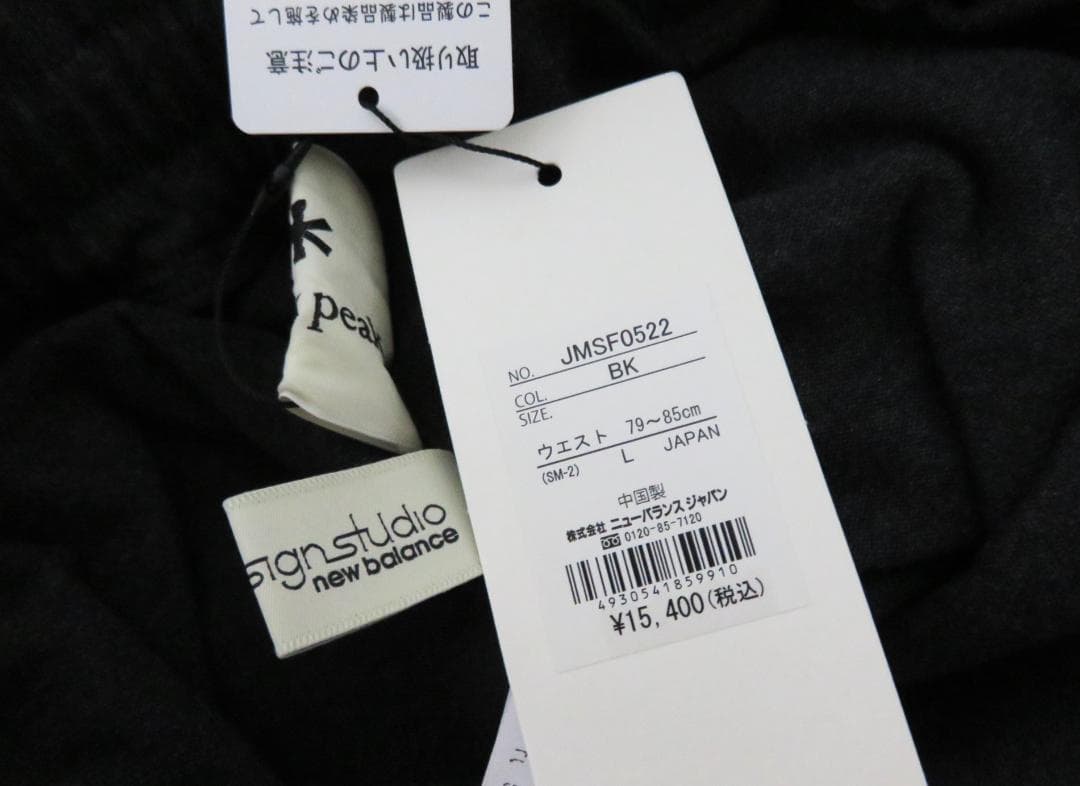 取り扱い上のご注意
この製品は製品染めを施して
peak
signstudio
new balance
NO. JMSF0522
COL. BK
SIZE.
ウエスト 79～85cm
(SM-2) L JAPAN
中国製
株式会社 ニューバランス ジャパン
0120-85-7120
4930541859910
¥15,400(税込)